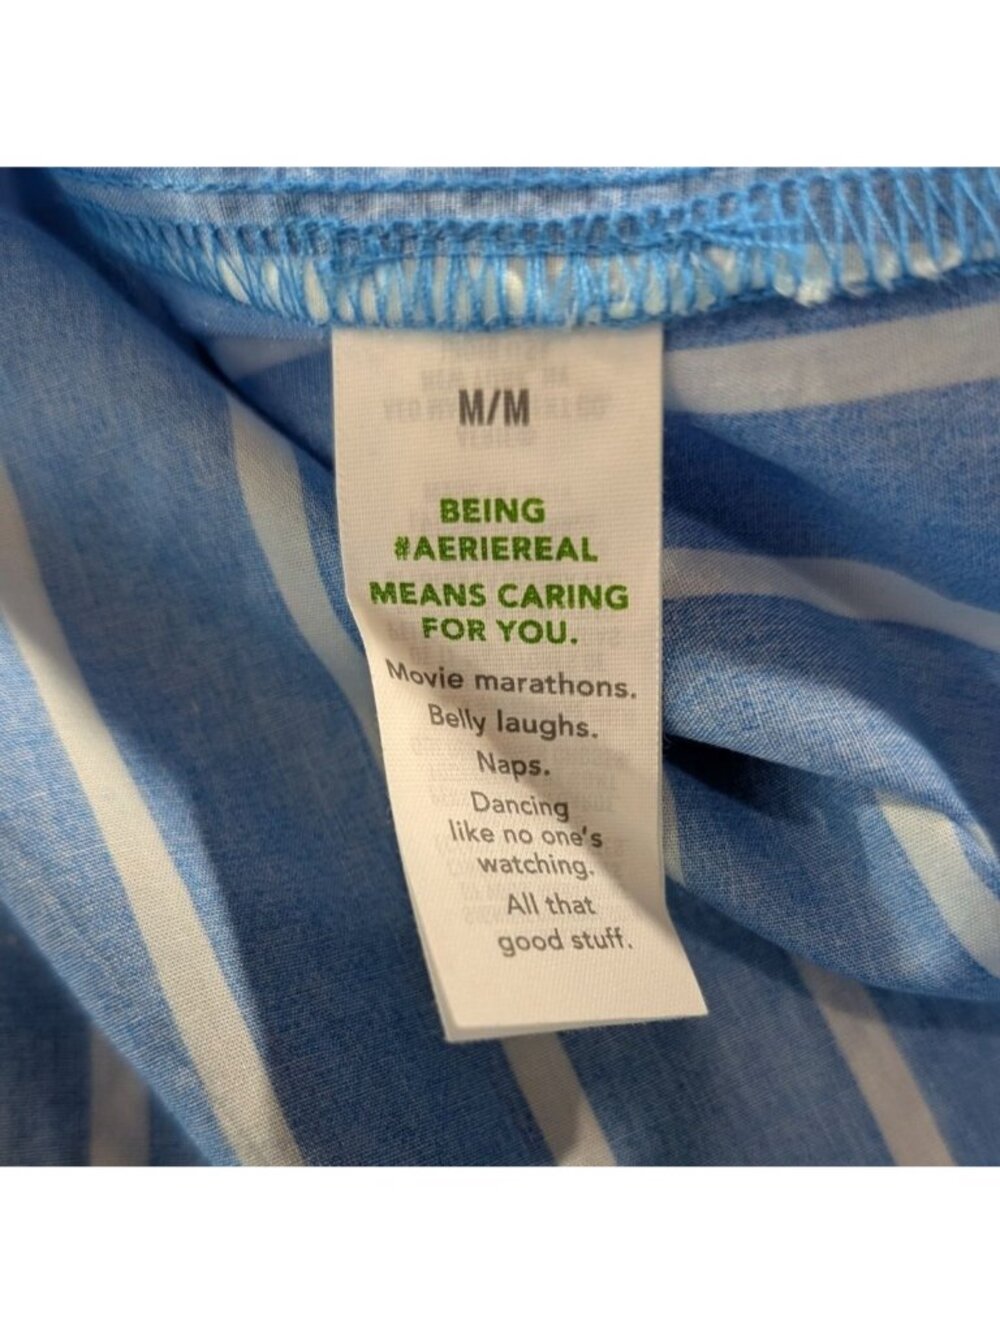 M/M
BEING
#AERIEREAL
MEANS CARING
FOR YOU.
Movie marathons.
Belly laughs.
Naps.
Dancing
like no one's
watching.
All that
good stuff.